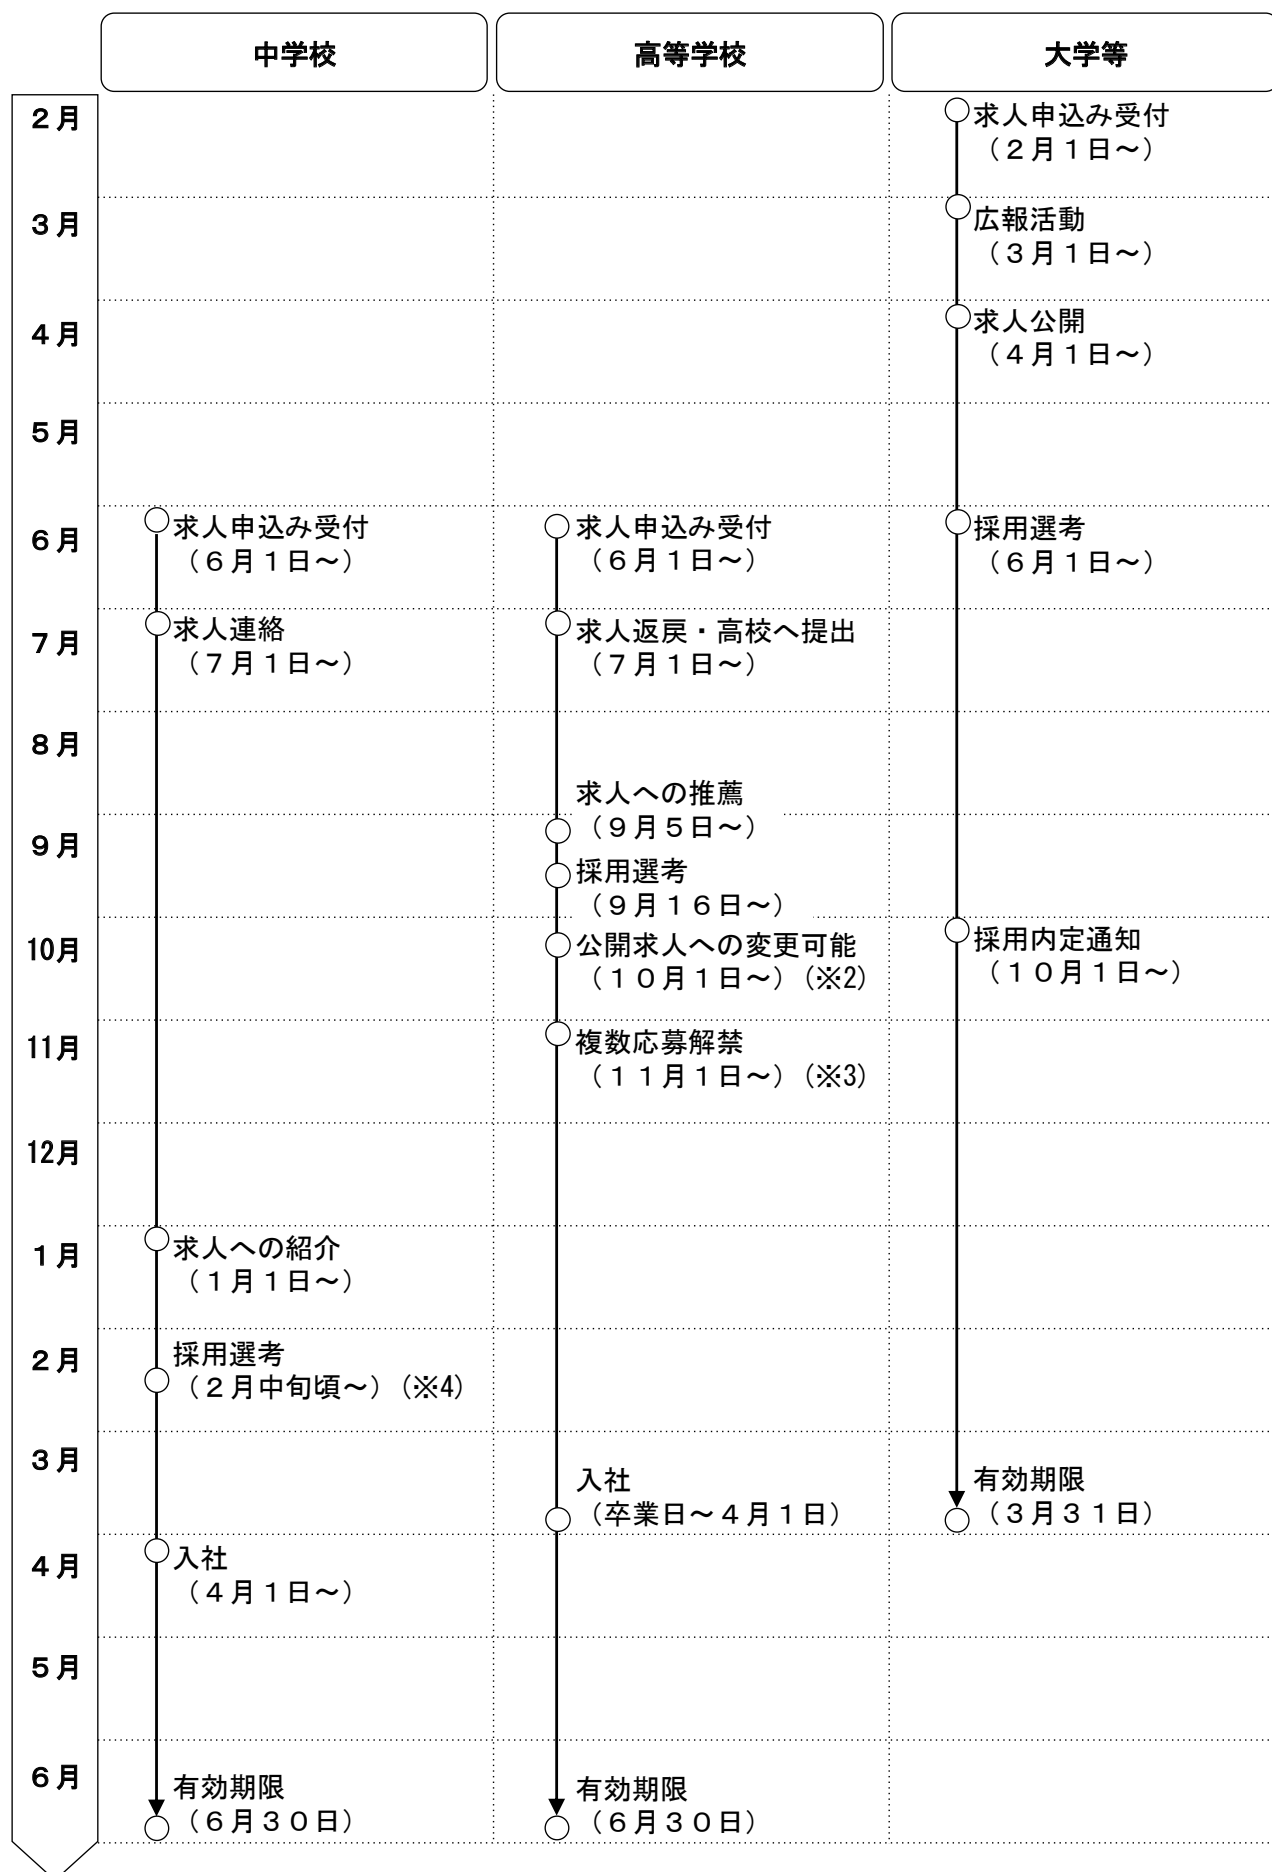 中学校
高等学校
大学等
２月
求人申込み受付
（２月１日～）
３月
広報活動
（３月１日～）
４月
求人公開
（４月１日～）
５月
６月
求人申込み受付
（６月１日～）
求人申込み受付
（６月１日～）
採用選考
（６月１日～）
７月
求人連絡
（７月１日～）
求人返戻・高校へ提出
（７月１日～）
８月
９月
求人への推薦
（９月５日～）
採用選考
（９月１６日～）
10月
公開求人への変更可能
（１０月１日～）(※2)
採用内定通知
（１０月１日～）
11月
複数応募解禁
（１１月１日～）(※3)
12月
１月
求人への紹介
（１月１日～）
２月
採用選考
（２月中旬頃～）(※4)
３月
入社
（卒業日～４月１日）
有効期限
（３月３１日）
４月
入社
（４月１日～）
５月
６月
有効期限
（６月３０日）
有効期限
（６月３０日）